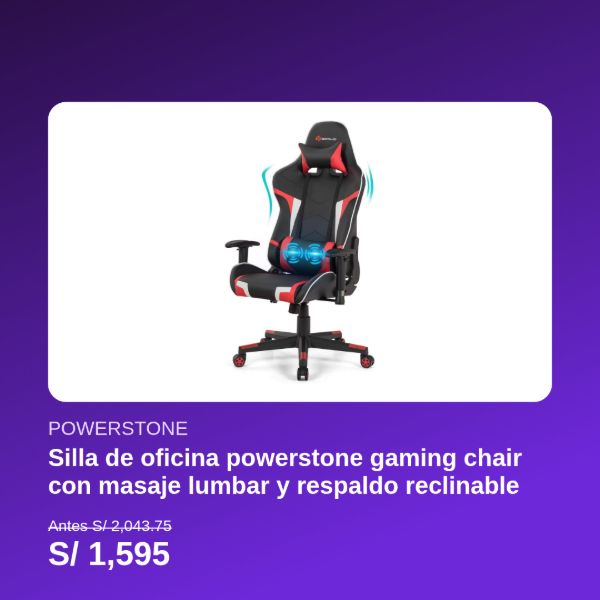 POWERSTONE
Silla de oficina powerstone gaming chair
con masaje lumbar y respaldo reclinable
Antes S/ 2,043.75
S/ 1,595